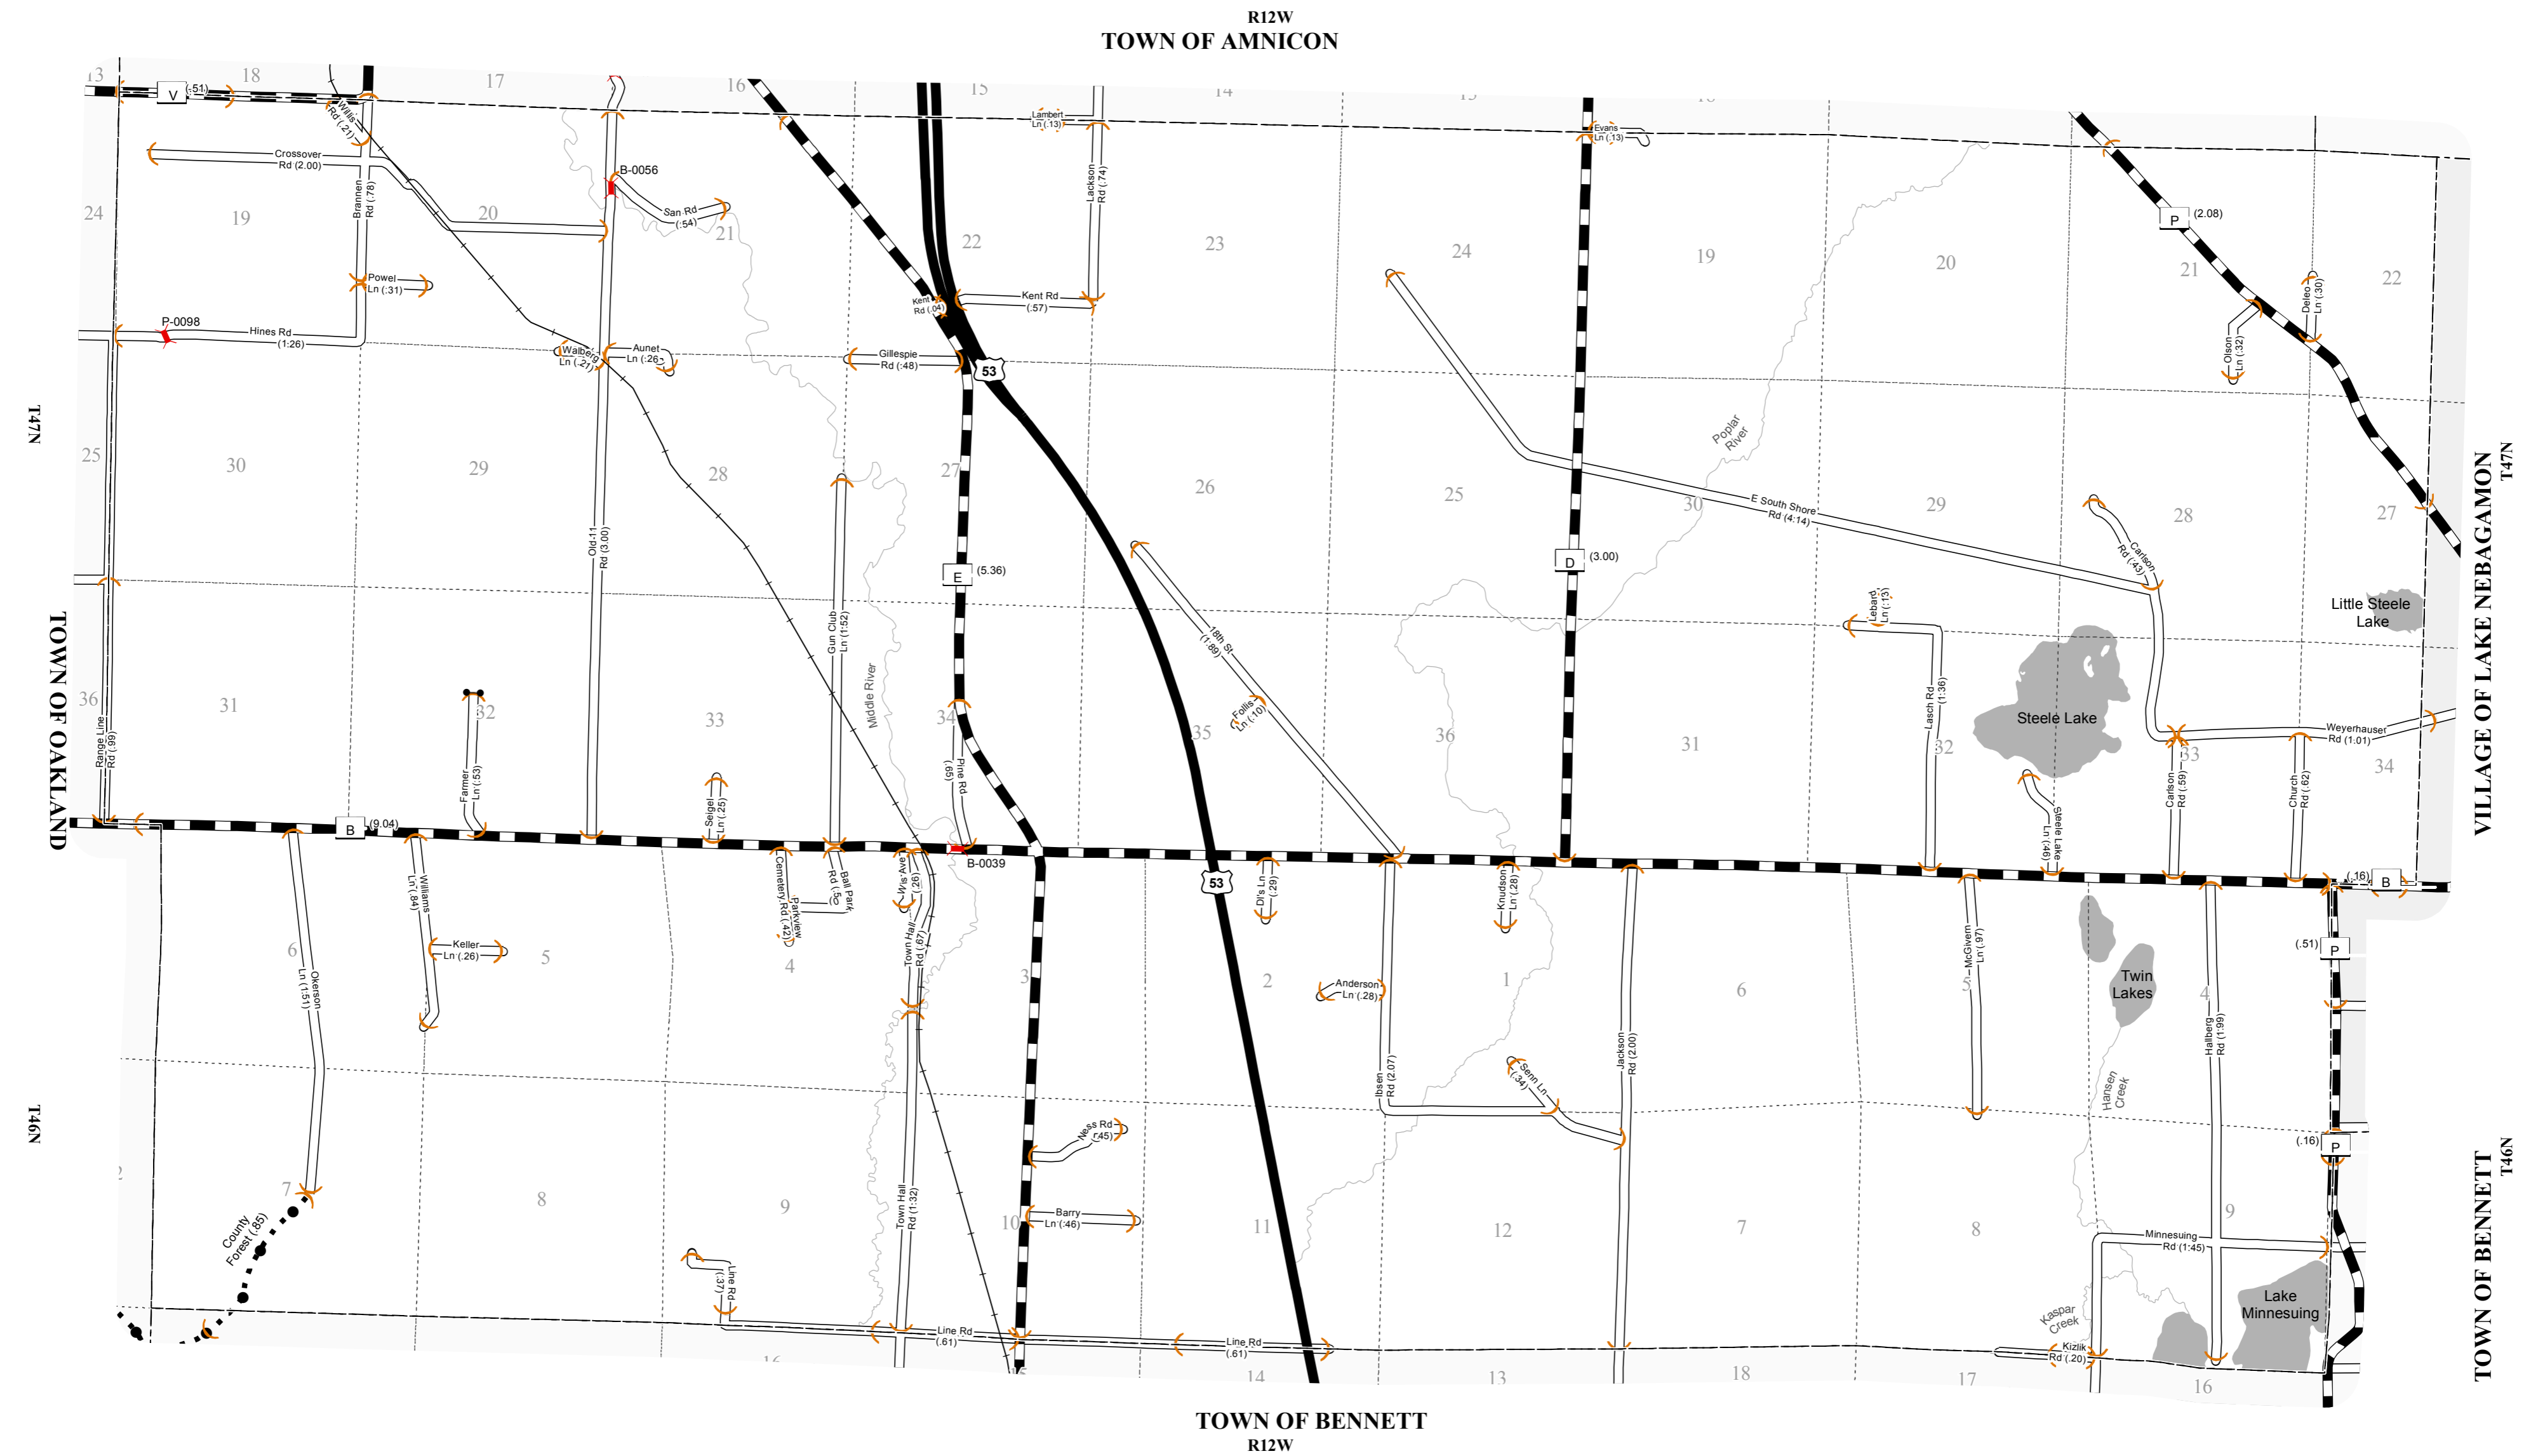 R12W
TOWN OF AMNICON
13
18
17
16
15
14
V
(.51)
Willis
Rd (.21)
Lambert
Ln (.13)
Evans
Ln (.13)
Crossover
Rd (2.00)
Brannen
Rd (.78)
B-0056
San Rd
(.54)
Lackson
Rd (.74)
P
(2.08)
24
19
20
21
22
23
24
19
20
21
22
Powel
Ln (.31)
Kent
Rd (.04)
Kent Rd
(.57)
Deleo
Ln (.30)
Olson
Ln (.32)
P-0098
Hines Rd
(1.26)
Walberg
Ln (.21)
Aunet
Ln (.26)
Gillespie
Rd (.48)
53
T47N
T47N
Poplar
River
25
30
29
28
27
26
25
30
29
28
27
E South Shore
Rd (4.14)
Old 11
Rd (3.00)
E
(5.36)
D
(3.00)
Carlson
Rd (.43)
Gun Club
Ln (1.52)
18th St
(1.89)
Lebard
Ln (.13)
Little Steele
Lake
Middle River
Follis
Ln (.10)
Lasch Rd
(1.36)
Steele Lake
TOWN OF OAKLAND
VILLAGE OF LAKE NEBAGAMON
36
31
32
33
34
35
36
31
32
33
34
Range Line
Rd (.99)
Farmer
Ln (.53)
Seigel
Ln (.25)
Pine Rd
(.65)
Weyerhauser
Rd (1.01)
Carlson
Rd (.59)
Church
Rd (.62)
Steele Lake
Ln (.46)
B
(9.04)
B-0039
53
(.16)
B
Williams
Ln (.84)
Cemetery Rd (.42)
Parkview
Ball Park
Wis Ave
(.26)
Town Hall
Rd (.67)
Dl's Ln
(.29)
Knudson
Ln (.28)
McGivern
Ln (.97)
Keller
Ln (.26)
Okerson
Ln (1.51)
Anderson
Ln (.28)
Twin
Lakes
(.51)
P
6
5
4
3
2
1
6
5
4
Ibsen
Rd (2.07)
Senn Ln
(.34)
Jackson
Rd (2.00)
Hallberg
Rd (1.99)
Hansen
Creek
T46N
T46N
Ness Rd
(.45)
(.16)
P
7
8
9
10
11
12
7
8
9
County
Forest (.85)
Town Hall
Rd (1.32)
Barry
Ln (.46)
Minnesuing
Rd (1.45)
Line Rd
(.37)
Line Rd
(.61)
Line Rd
(.61)
Kaspar
Creek
Lake
Minnesuing
Kizlik
Rd (.20)
14
13
18
17
16
TOWN OF BENNETT
TOWN OF BENNETT
R12W